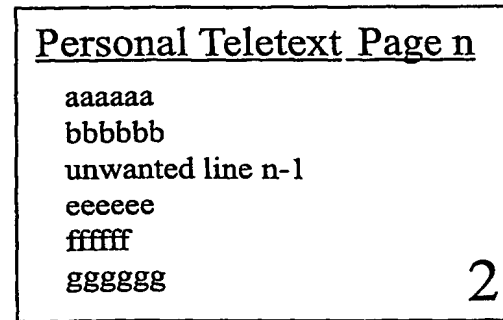 Personal Teletext Page n
aaaaaa
bbbbbb
unwanted line n-1
eeeeee
ffffff
gggggg
2